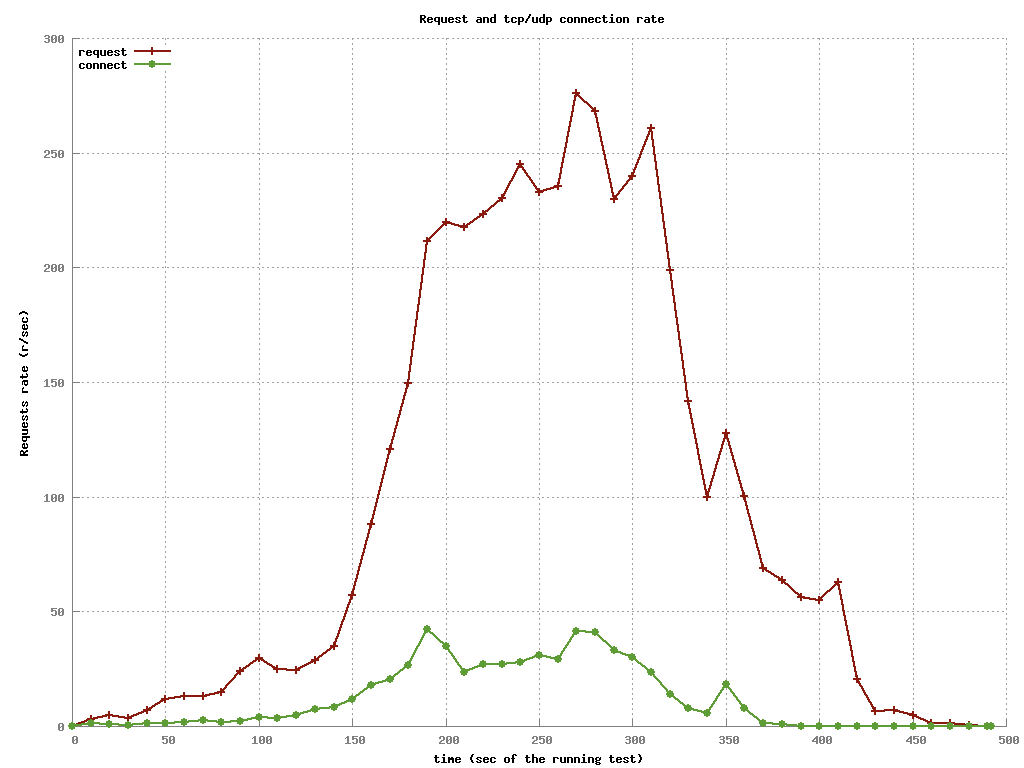 Request and tcp/udp connection rate
300
request
connect
250
200
150
100
50
0
Requests rate (r/sec)
0 50 100 150 200 250 300 350 400 450 500
time (sec of the running test)